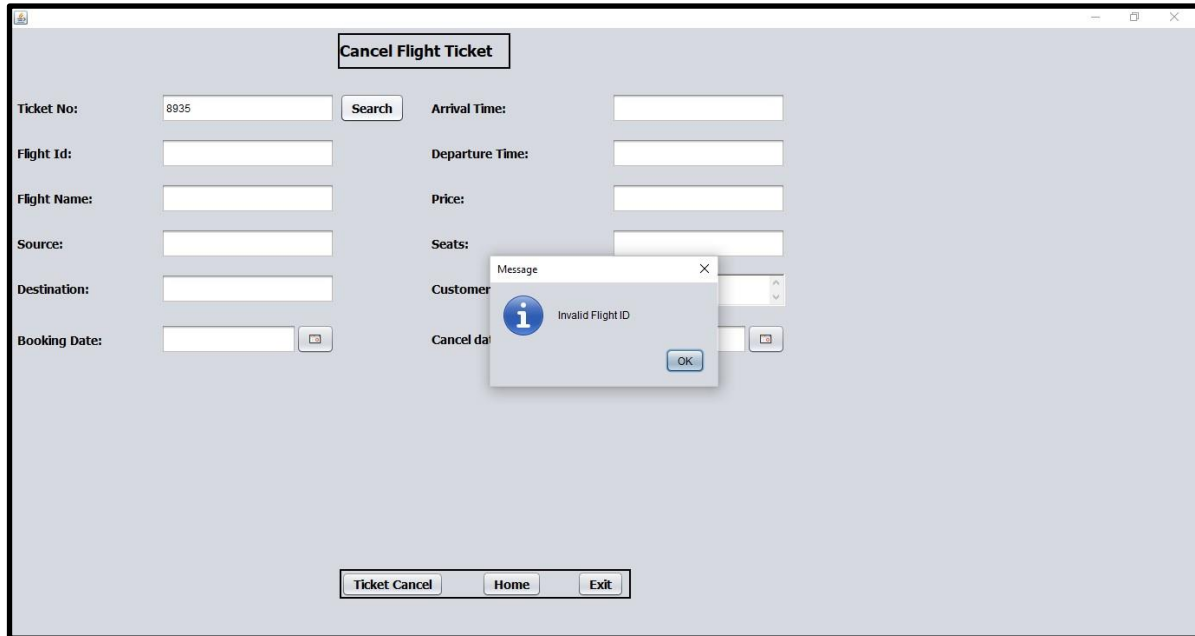 Cancel Flight Ticket
Ticket No: 8935 Search Arrival Time:
Flight Id: Departure Time:
Flight Name: Price:
Source: Seats:
Message
Destination: Customer
Invalid Flight ID
Booking Date: Cancel dat
OK
Ticket Cancel Home Exit